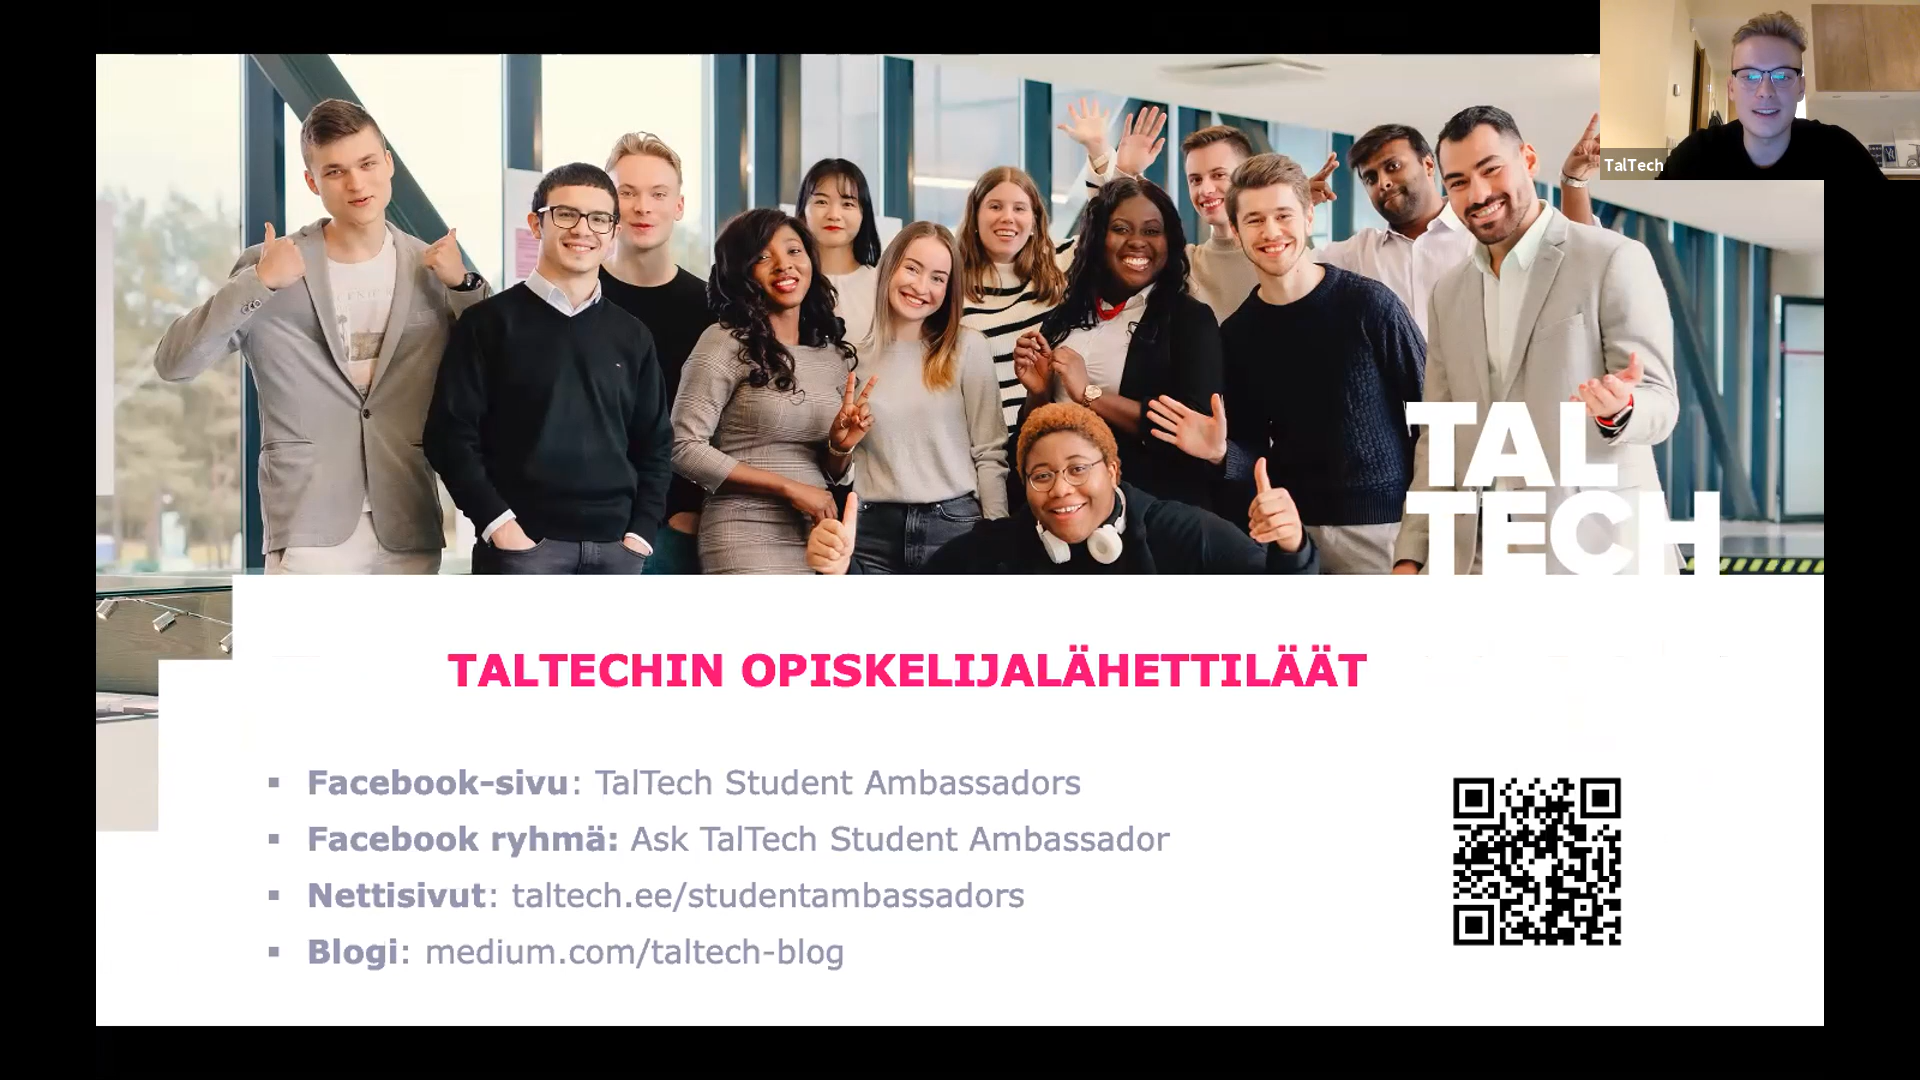 TalTech
TAL
TECH
TALTECHIN OPISKELIJALÄHETTILÄÄT
▪ Facebook-sivu: TalTech Student Ambassadors
▪ Facebook ryhmä: Ask TalTech Student Ambassador
▪ Nettisivut: taltech.ee/studentambassadors
▪ Blogi: medium.com/taltech-blog